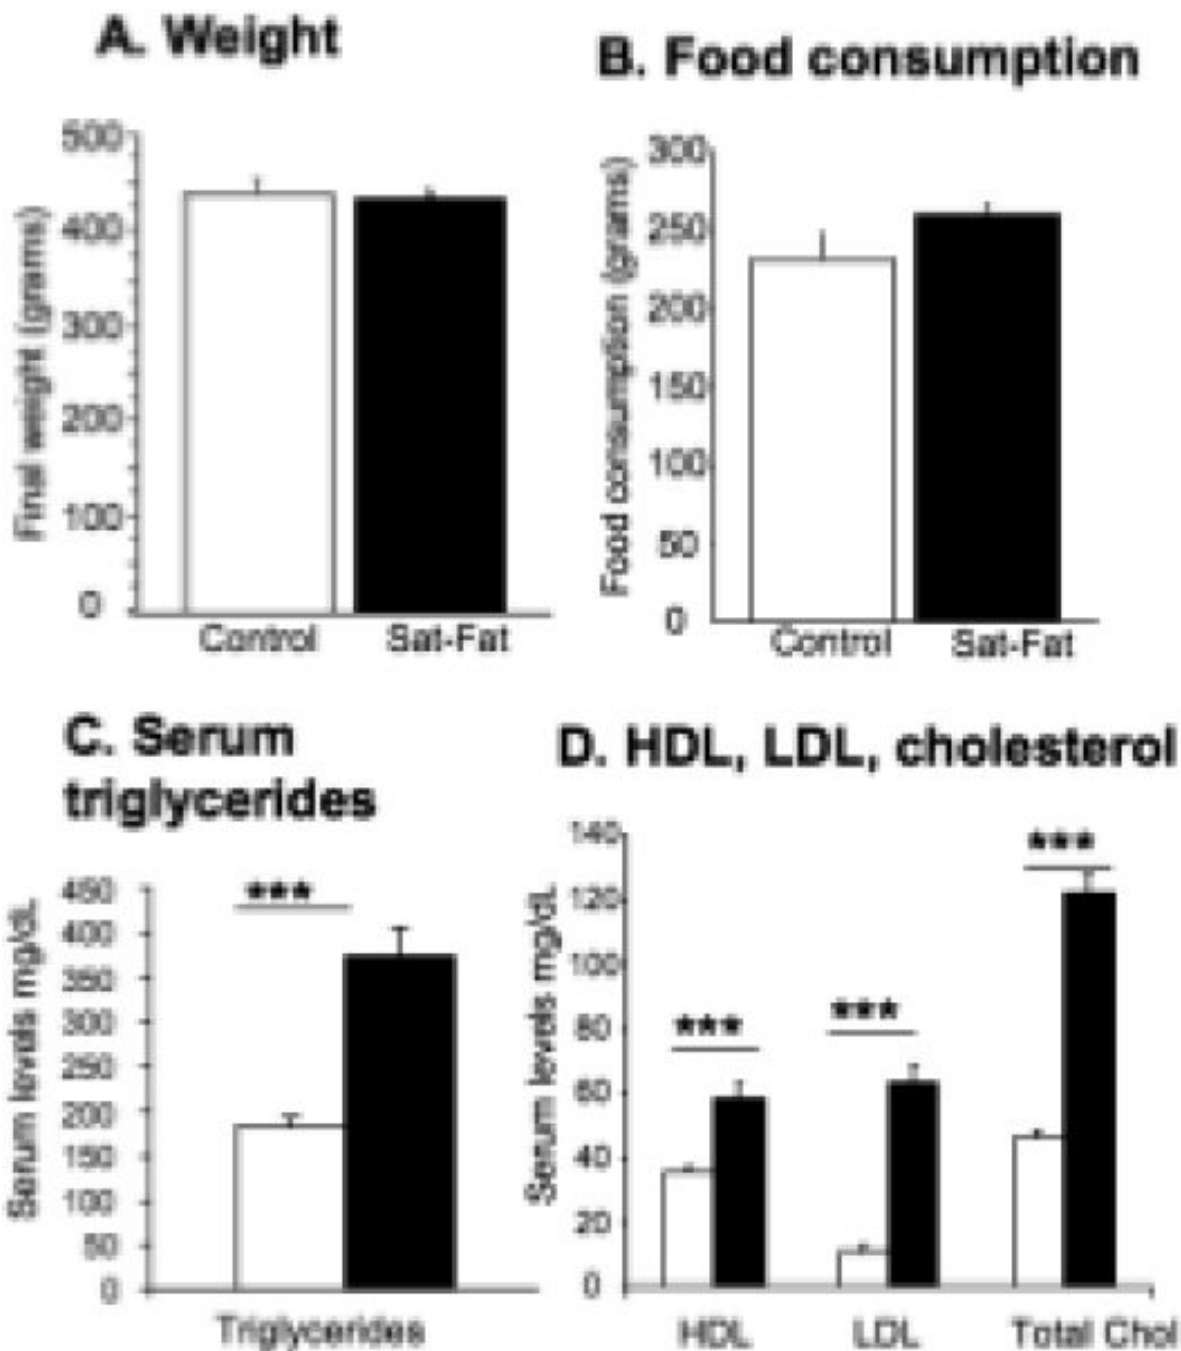 A. Weight
500
400
300
200
100
0
Final weight (grams)
Control Sat-Fat
B. Food consumption
300
250
200
150
100
50
0
Food consumption (grams)
Control Sat-Fat
C. Serum
triglycerides
450
400
350
300
250
200
150
100
50
0
Serum levels mg/dL
***
Triglycerides
D. HDL, LDL, cholesterol
140
120
100
80
60
40
20
0
Serum levels mg/dL
***
***
***
HDL LDL Total Chol